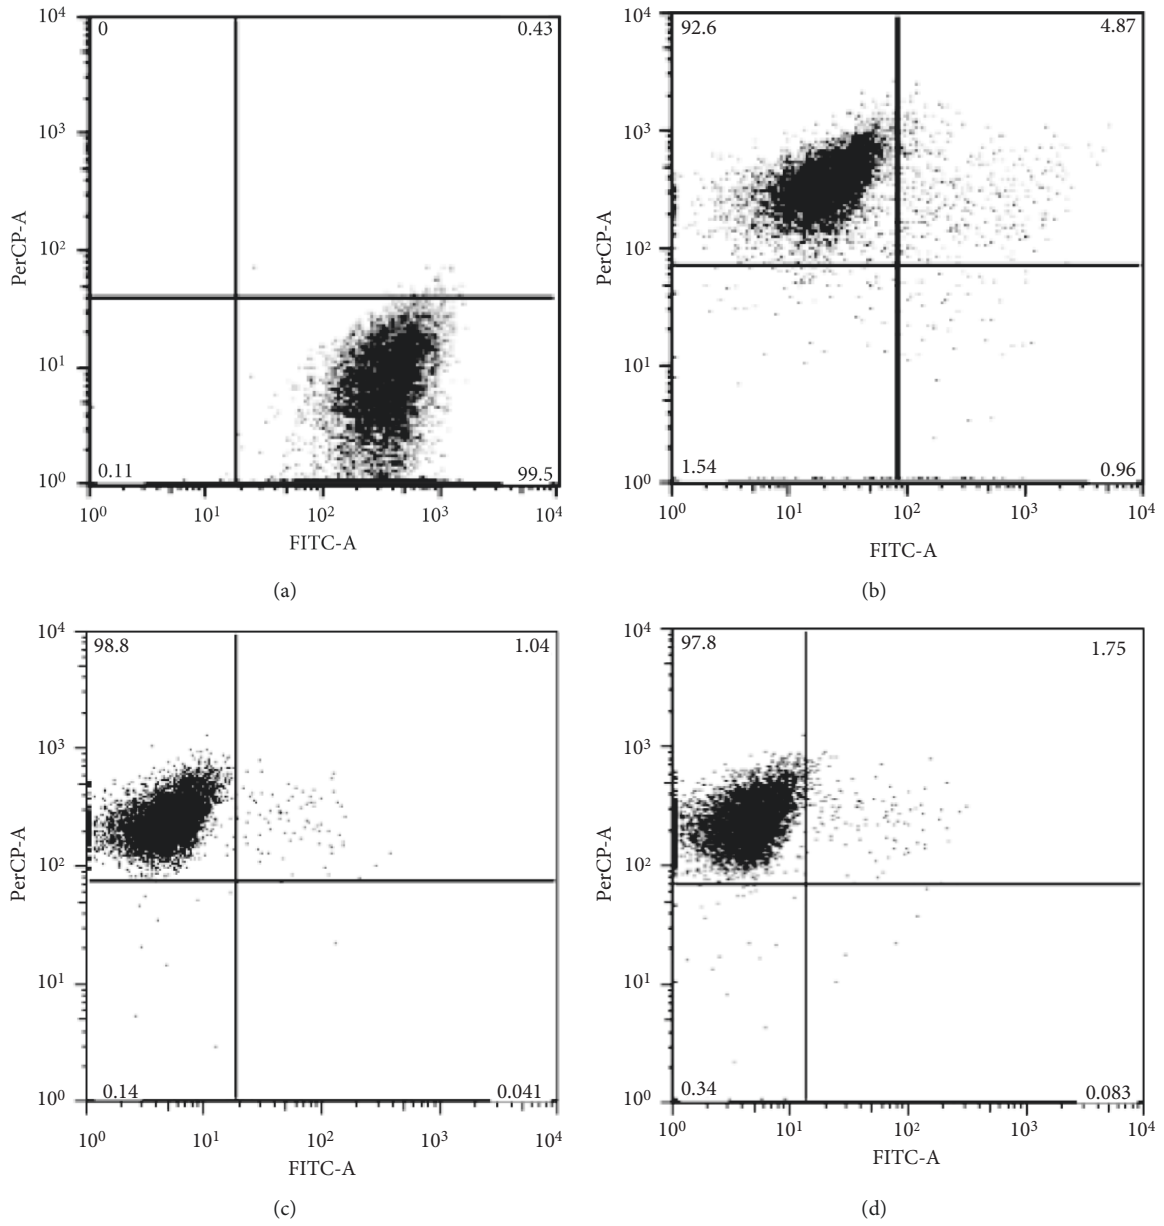 10⁴
0
0.43
10³
10²
10¹
10⁰
PerCP-A
0.11
99.5
10⁰ 10¹ 10² 10³ 10⁴
FITC-A
(a)
10⁴
92.6
4.87
10³
10²
10¹
10⁰
PerCP-A
1.54
0.96
10⁰ 10¹ 10² 10³ 10⁴
FITC-A
(b)
10⁴
98.8
1.04
10³
10²
10¹
10⁰
PerCP-A
0.14
0.041
10⁰ 10¹ 10² 10³ 10⁴
FITC-A
(c)
10⁴
97.8
1.75
10³
10²
10¹
10⁰
PerCP-A
0.34
0.083
10⁰ 10¹ 10² 10³ 10⁴
FITC-A
(d)